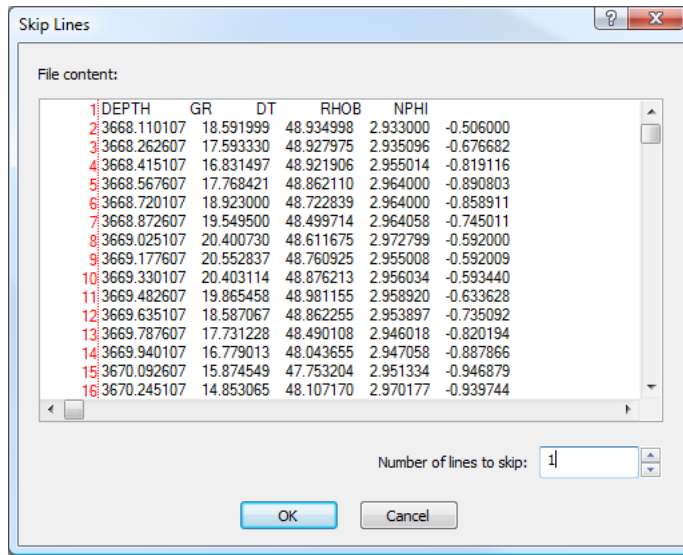 Skip Lines
File content:
1 DEPTH GR DT RHOB NPHI
2 3668.110107 18.591999 48.934998 2.933000 -0.506000
3 3668.262607 17.593330 48.927975 2.935096 -0.676682
4 3668.415107 16.831497 48.921906 2.955014 -0.819116
5 3668.567607 17.768421 48.862110 2.964000 -0.890803
6 3668.720107 18.923000 48.722839 2.964000 -0.858911
7 3668.872607 19.549500 48.499714 2.964058 -0.745011
8 3669.025107 20.400730 48.611675 2.972799 -0.592000
9 3669.177607 20.552837 48.760925 2.955008 -0.592009
10 3669.330107 20.403114 48.876213 2.956034 -0.593440
11 3669.482607 19.865458 48.981155 2.958920 -0.633628
12 3669.635107 18.587067 48.862255 2.953897 -0.735092
13 3669.787607 17.731228 48.490108 2.946018 -0.820194
14 3669.940107 16.779013 48.043655 2.947058 -0.887866
15 3670.092607 15.874549 47.753204 2.951334 -0.946879
16 3670.245107 14.853065 48.107170 2.970177 -0.939744
Number of lines to skip: 1
OK Cancel